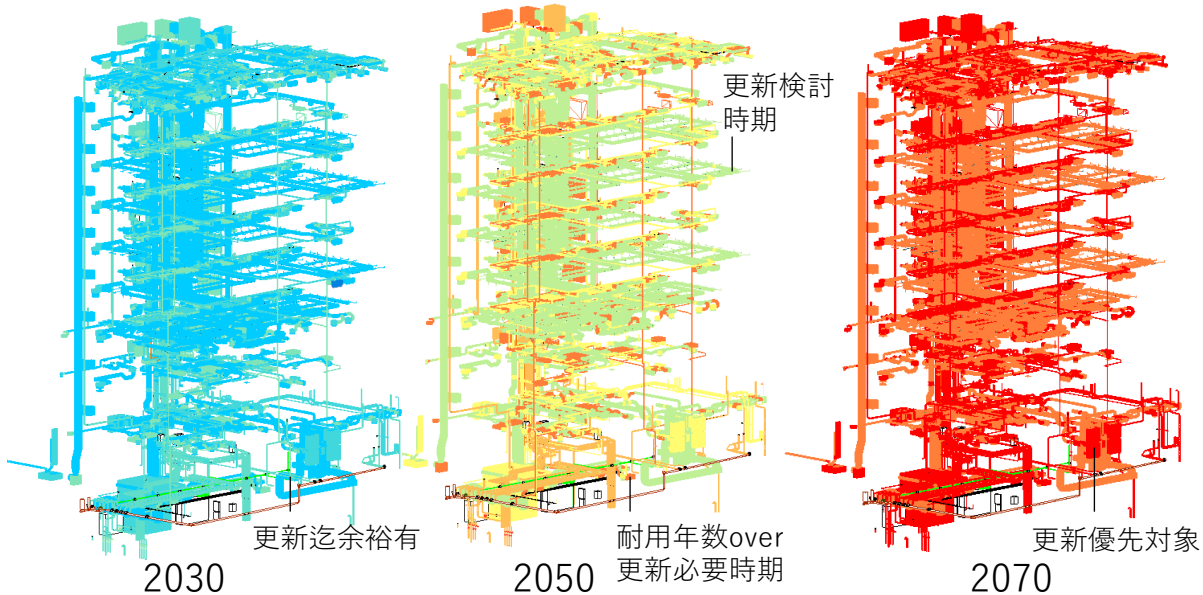 更新検討
時期
更新迄余裕有
耐用年数over
更新必要時期
更新優先対象
2030
2050
2070